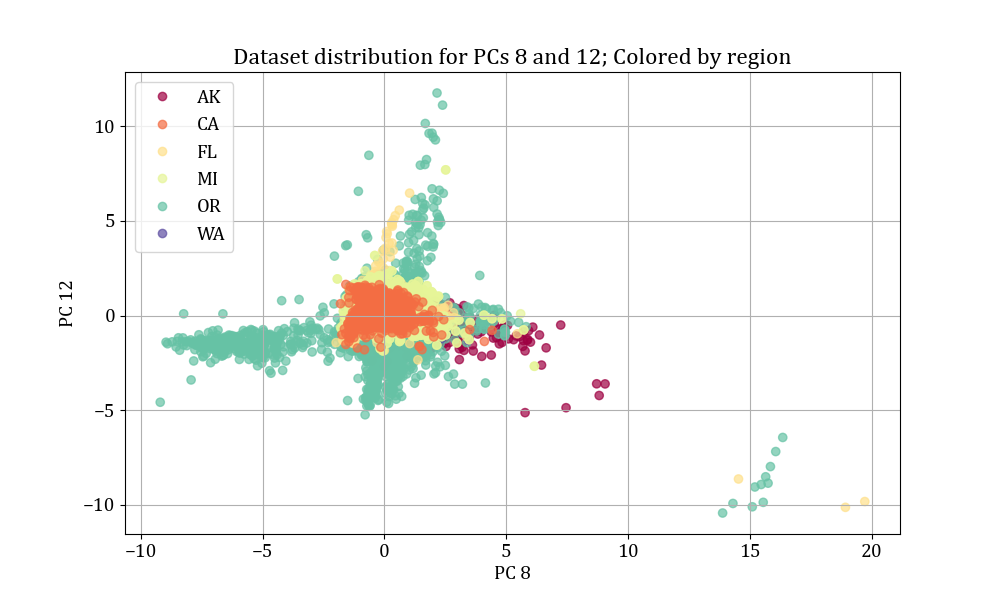 Dataset distribution for PCs 8 and 12; Colored by region
AK
CA
FL
MI
OR
WA
PC 12
10
5
0
−5
−10
−10
−5
0
5
10
15
20
PC 8